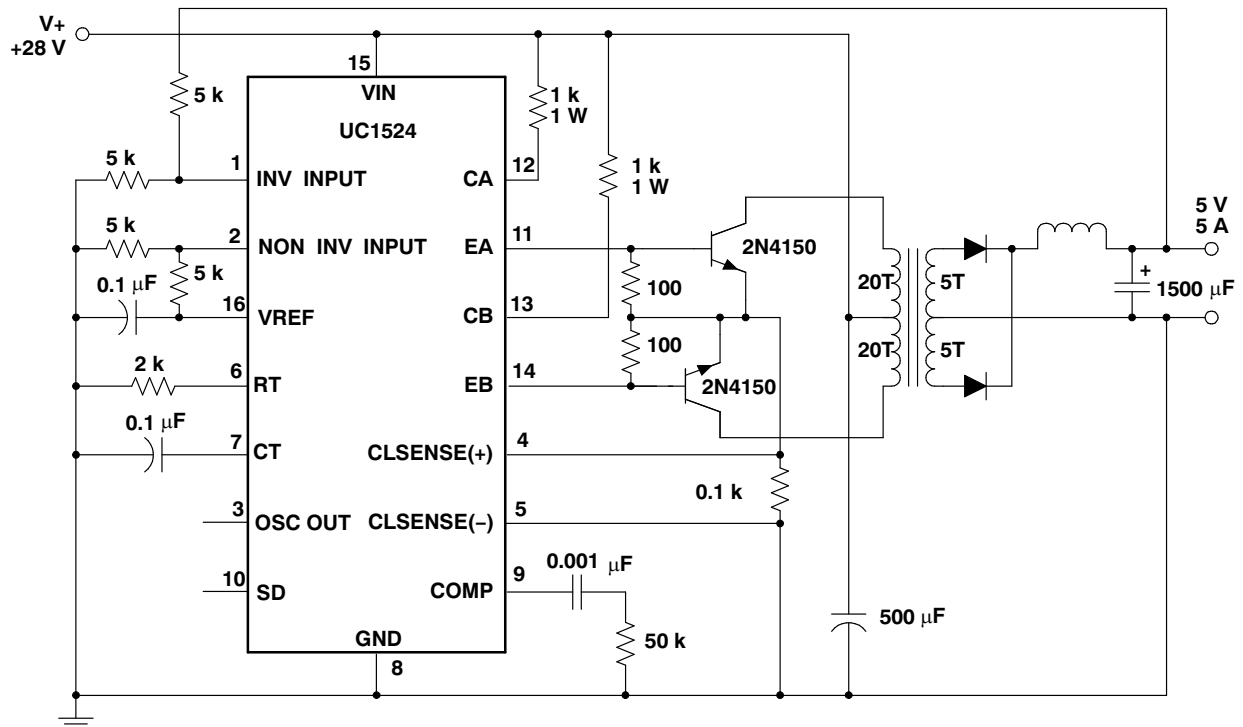 V+
+28 V
15
VIN
UC1524
5 k
1 k
1 W
1 k
1 W
5 k
1
INV INPUT
CA
12
5 k
2
NON INV INPUT
EA
11
2N4150
5 V
5 A
5 k
0.1 μF
16
VREF
CB
13
100
20T
5T
1500 μF
+
2 k
6
RT
EB
14
100
2N4150
20T
5T
0.1 μF
7
CT
CLSENSE(+)
4
0.1 k
3
OSC OUT
CLSENSE(−)
5
10
SD
COMP
9
0.001 μF
50 k
500 μF
GND
8